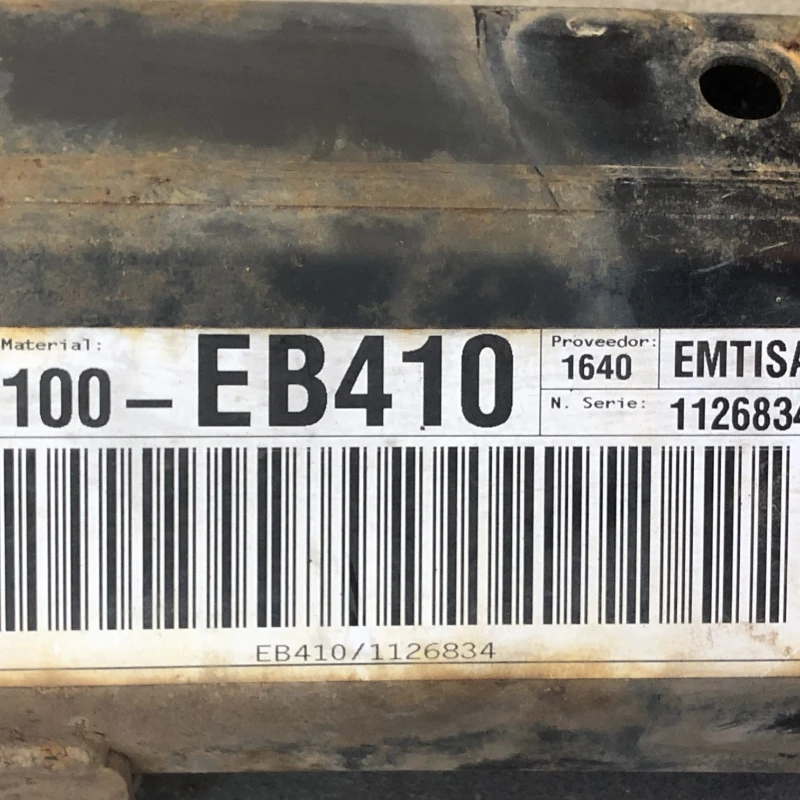 Material:
100-EB410
Proveedor:
1640
EMTISA
N. Serie:
1126834
EB410/1126834